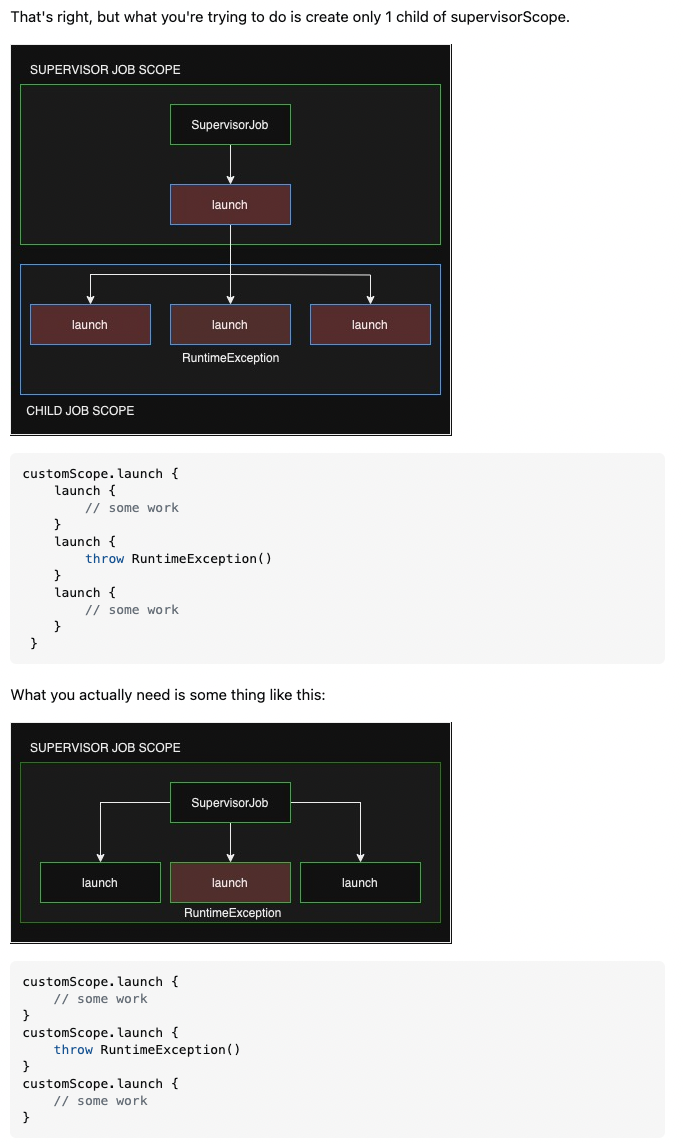 That's right, but what you're trying to do is create only 1 child of supervisorScope.
SUPERVISOR JOB SCOPE
SupervisorJob
launch
launch
launch
launch
RuntimeException
CHILD JOB SCOPE
customScope.launch {
    launch {
        // some work
    }
    launch {
        throw RuntimeException()
    }
    launch {
        // some work
    }
 }
What you actually need is some thing like this:
SUPERVISOR JOB SCOPE
SupervisorJob
launch
launch
launch
RuntimeException
customScope.launch {
    // some work
}
customScope.launch {
    throw RuntimeException()
}
customScope.launch {
    // some work
}